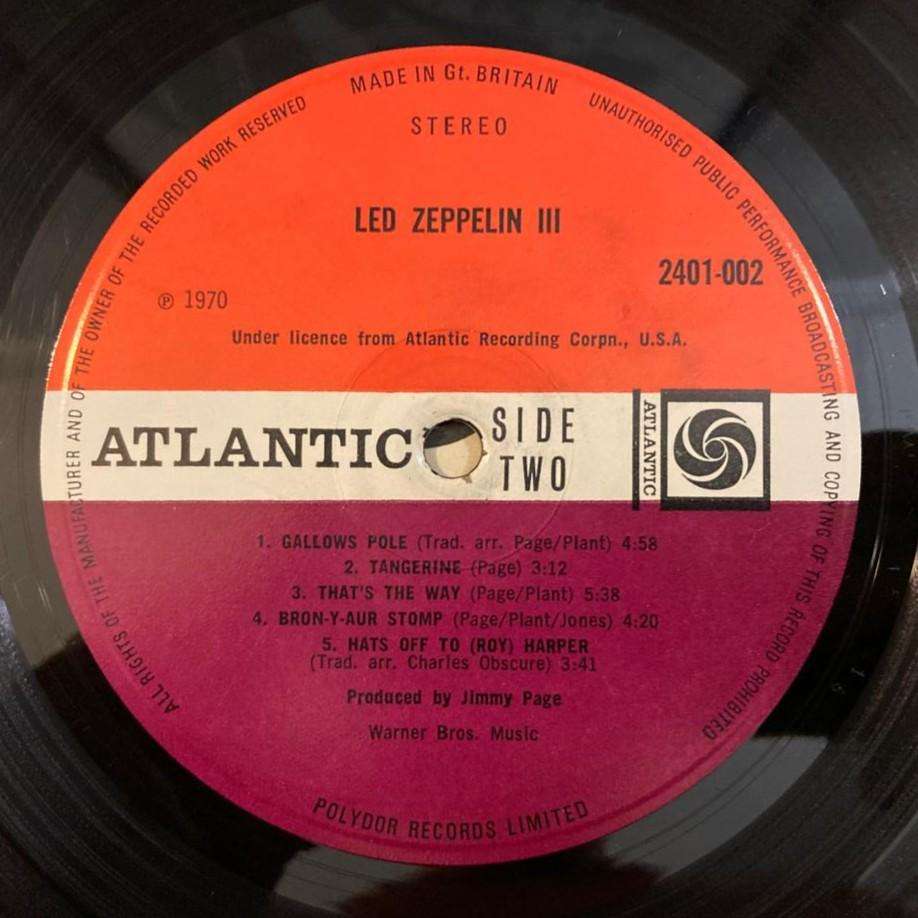 MADE IN Gt. BRITAIN
UNAUTHORISED PUBLIC PERFORMANCE BROADCASTING AND COPYING OF THIS RECORD PROHIBITED
ALL RIGHTS OF THE MANUFACTURER AND OF THE OWNER OF THE RECORDED WORK RESERVED
STEREO
LED ZEPPELIN III
2401-002
℗ 1970
Under licence from Atlantic Recording Corpn., U.S.A.
ATLANTIC
SIDE
TWO
ATLANTIC
1. GALLOWS POLE (Trad. arr. Page/Plant) 4:58
2. TANGERINE (Page) 3:12
3. THAT'S THE WAY (Page/Plant) 5:38
4. BRON-Y-AUR STOMP (Page/Plant/Jones) 4:20
5. HATS OFF TO (ROY) HARPER
(Trad. arr. Charles Obscure) 3:41
Produced by Jimmy Page
Warner Bros. Music
POLYDOR RECORDS LIMITED